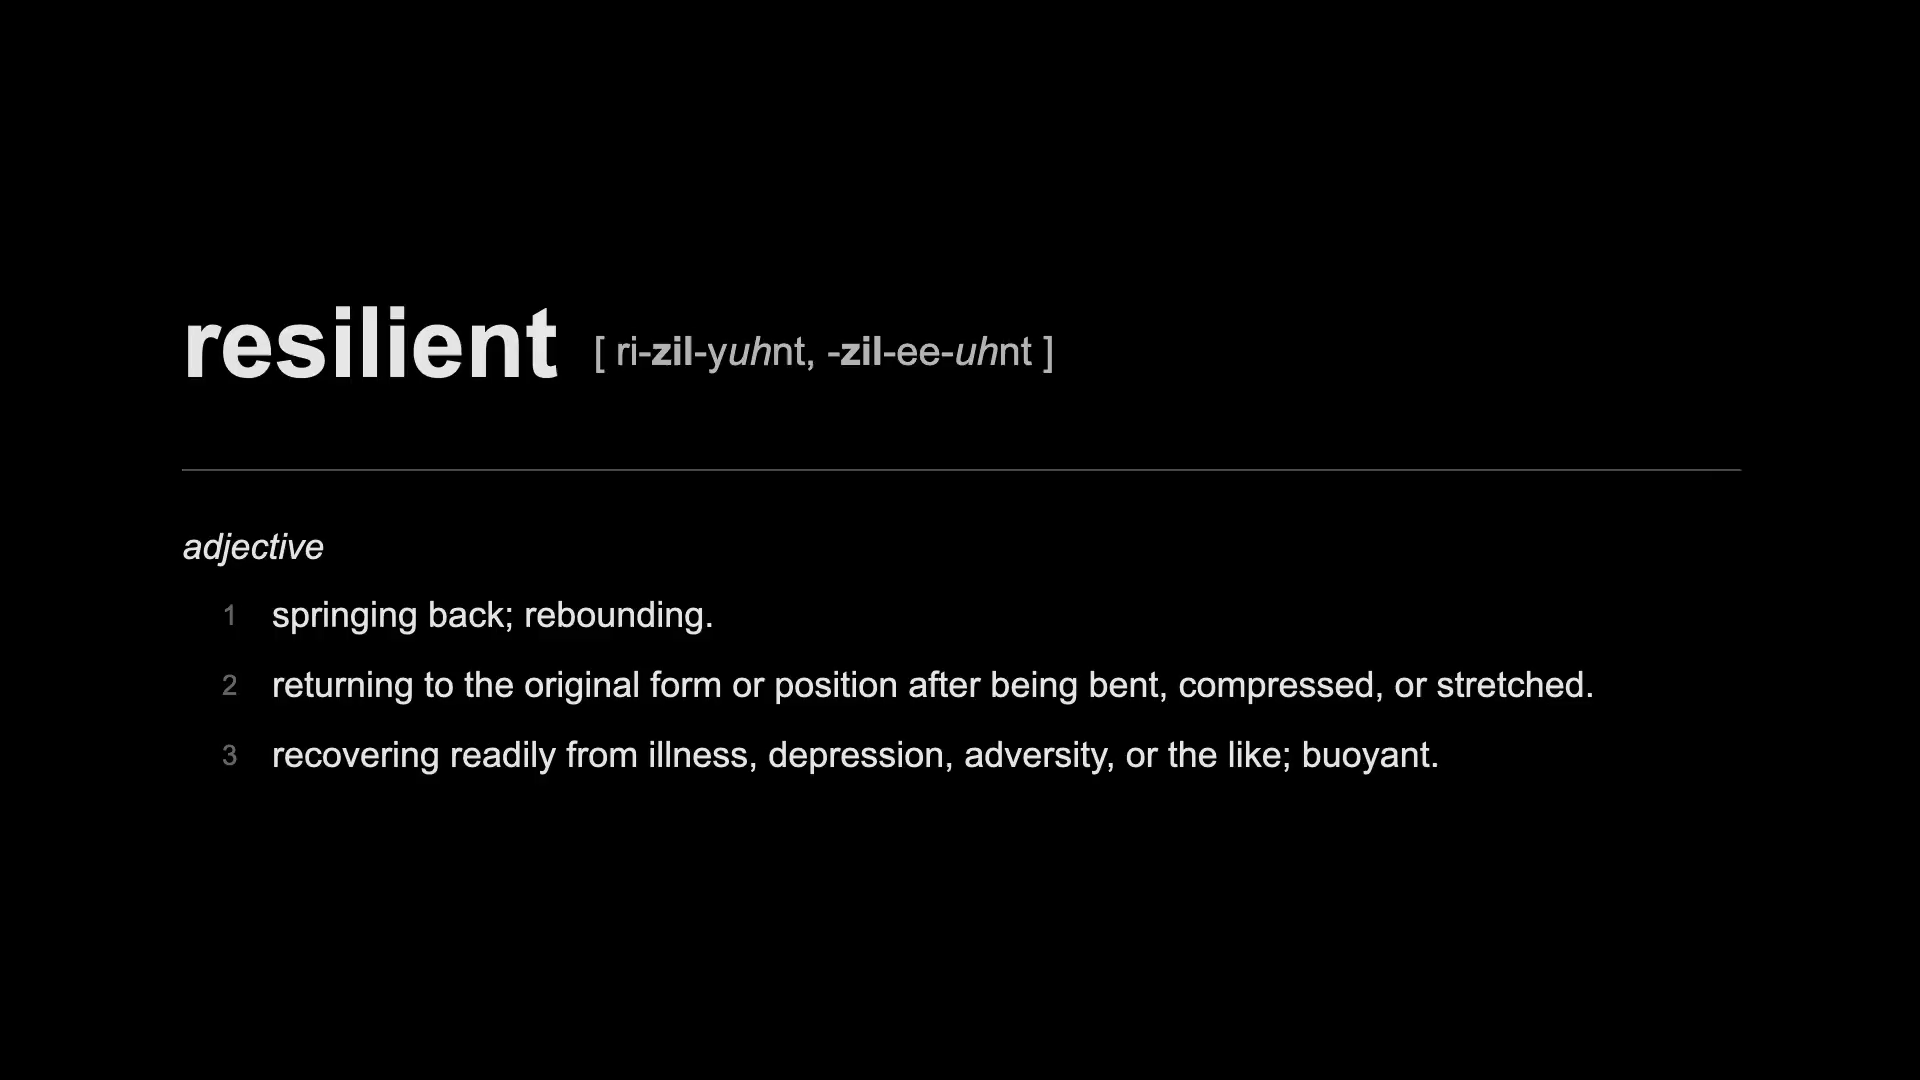 resilient [ ri-zil-yuhnt, -zil-ee-uhnt ]
adjective
1 springing back; rebounding.
2 returning to the original form or position after being bent, compressed, or stretched.
3 recovering readily from illness, depression, adversity, or the like; buoyant.